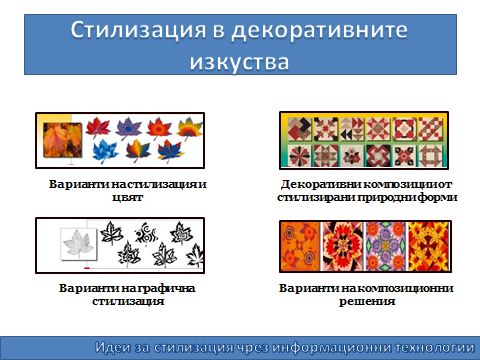 Стилизация в декоративните
изкуства
Варианти на стилизация и
цвят
Декоративни композиции от
стилизирани природни форми
Варианти на графична
стилизация
Варианти на композиционни
решения
Идеи за стилизация чрез информационни технологии